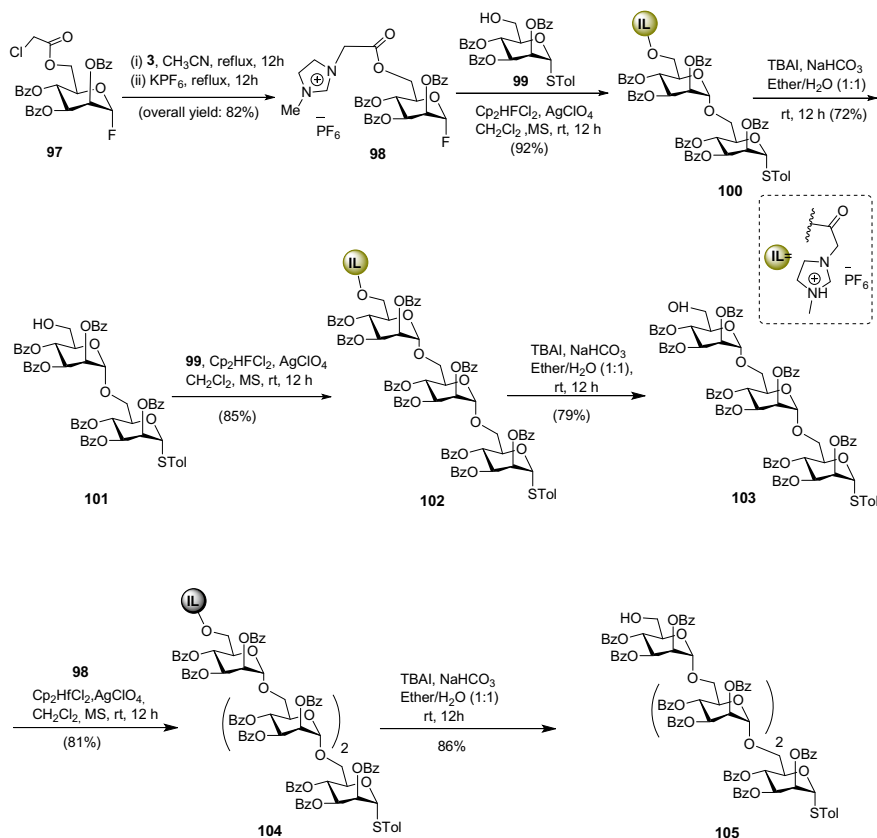 Cl
O
O
OBz
BzO
O
BzO
F
97
(i) 3, CH3CN, reflux, 12h
(ii) KPF6, reflux, 12h
(overall yield: 82%)
N
O
N
+
O
OBz
Me
BzO
O
BzO
−
PF6
F
98
HO
OBz
BzO
O
BzO
99
STol
Cp2HFCl2, AgClO4
CH2Cl2 ,MS, rt, 12 h
(92%)
IL
O
OBz
BzO
O
BzO
O
OBz
BzO
O
BzO
STol
100
TBAI, NaHCO3
Ether/H2O (1:1)
rt, 12 h (72%)
IL=
O
N
+
NH
−
PF6
HO
OBz
BzO
O
BzO
O
OBz
BzO
O
BzO
STol
101
99, Cp2HFCl2, AgClO4
CH2Cl2, MS, rt, 12 h
(85%)
IL
O
OBz
BzO
O
BzO
O
OBz
BzO
O
BzO
O
OBz
BzO
O
BzO
STol
102
TBAI, NaHCO3
Ether/H2O (1:1),
rt, 12 h
(79%)
OH
OBz
BzO
O
BzO
O
OBz
BzO
O
BzO
O
OBz
BzO
O
BzO
STol
103
98
Cp2HfCl2,AgClO4,
CH2Cl2, MS, rt, 12 h
(81%)
IL
O
OBz
BzO
O
BzO
O
OBz
BzO
O
BzO
2
O
OBz
BzO
O
BzO
STol
104
TBAI, NaHCO3
Ether/H2O (1:1)
rt, 12h
86%
HO
OBz
BzO
O
BzO
O
OBz
BzO
O
BzO
2
O
OBz
BzO
O
BzO
STol
105